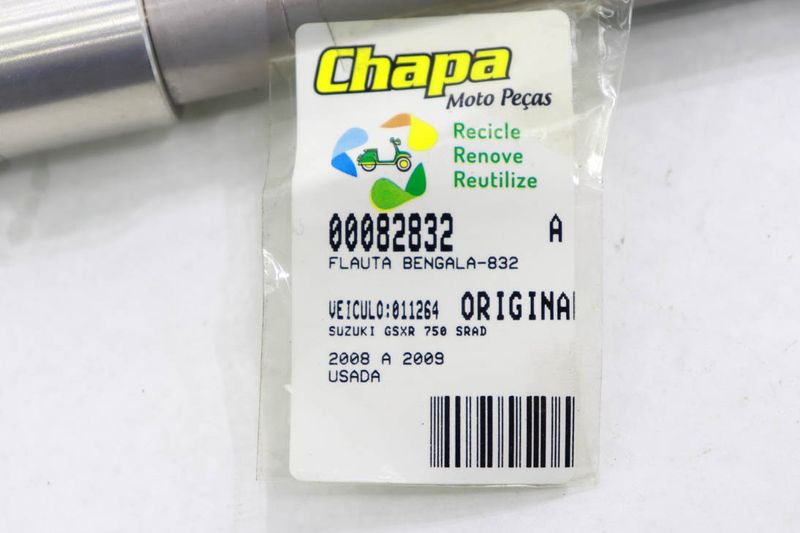 Chapa
Moto Peças
Recicle
Renove
Reutilize
00082832 A
FLAUTA BENGALA-832
VEICULO:011264 ORIGINA
SUZUKI GSXR 750 SRAD
2008 A 2009
USADA